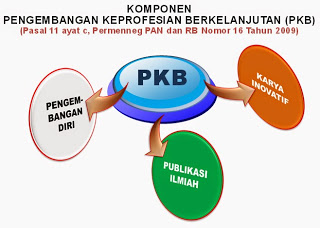 KOMPONEN
PENGEMBANGAN KEPROFESIAN BERKELANJUTAN (PKB)
(Pasal 11 ayat c, Permenneg PAN dan RB Nomor 16 Tahun 2009)
PKB
PENGEM-
BANGAN
DIRI
PUBLIKASI
ILMIAH
KARYA
INOVATIF